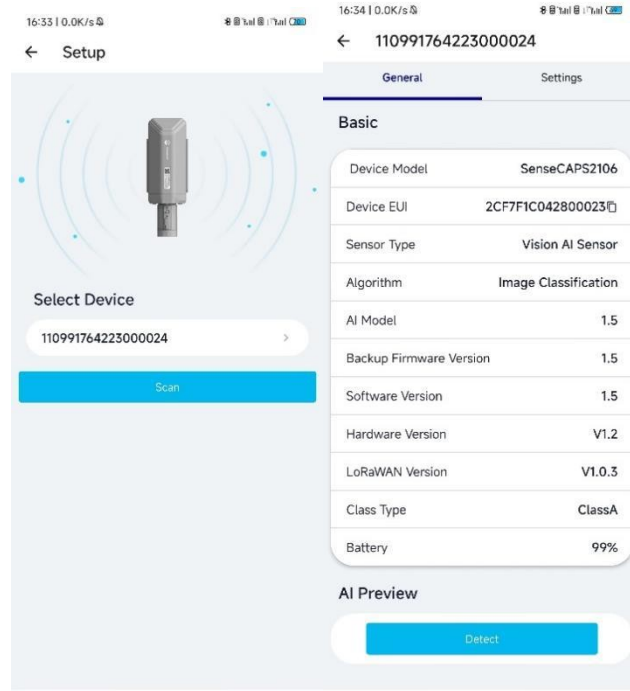 16:33 | 0.0K/s
Setup
Select Device
110991764223000024
Scan
16:34 | 0.0K/s
110991764223000024
General Settings
Basic
Device Model SenseCAPS2106
Device EUI 2CF7F1C042800023
Sensor Type Vision AI Sensor
Algorithm Image Classification
AI Model 1.5
Backup Firmware Version 1.5
Software Version 1.5
Hardware Version V1.2
LoRaWAN Version V1.0.3
Class Type ClassA
Battery 99%
AI Preview
Detect